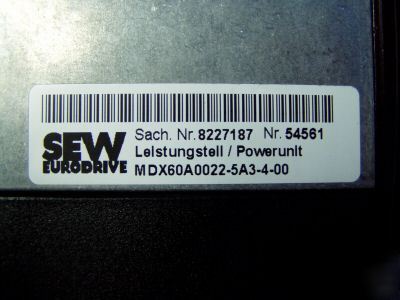 Sach. Nr.8227187 Nr. 54561
SEW
EURODRIVE
Leistungsteil / Powerunit
MDX60A0022-5A3-4-00